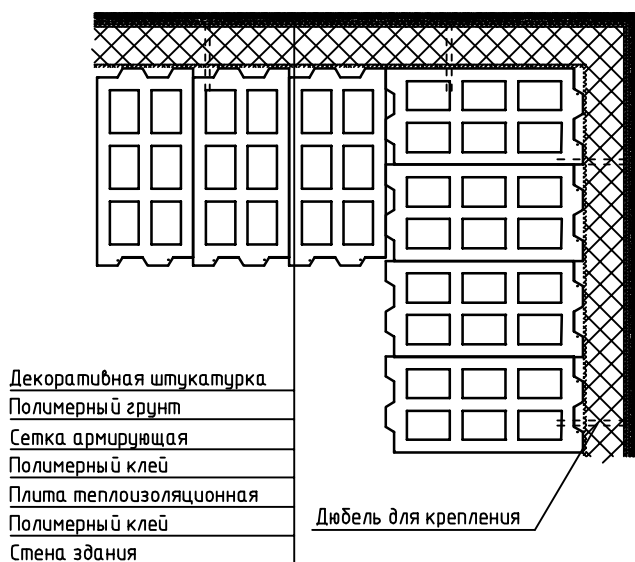 Декоративная штукатурка
Полимерный грунт
Сетка армирующая
Полимерный клей
Плита теплоизоляционная
Полимерный клей
Стена здания
Дюбель для крепления